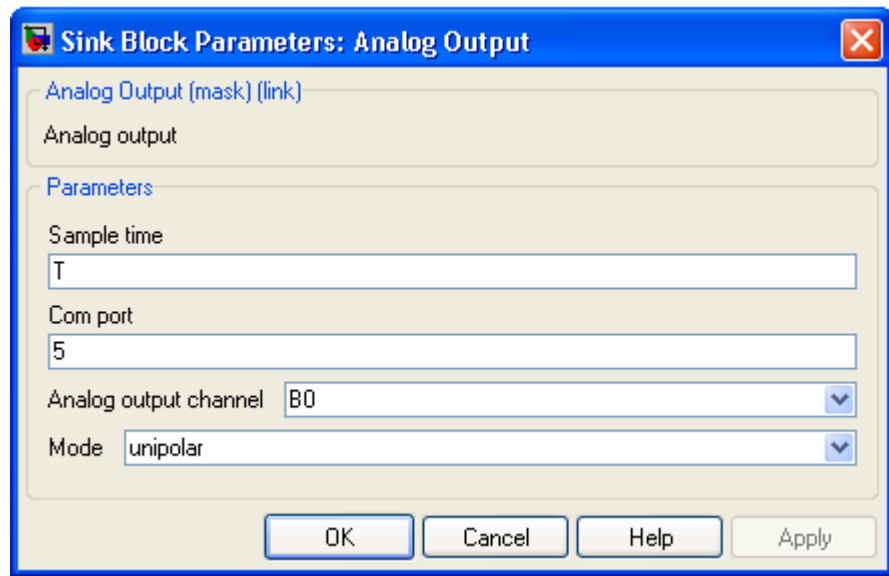 Sink Block Parameters: Analog Output
Analog Output (mask) (link)
Analog output
Parameters
Sample time
T
Com port
5
Analog output channel B0
Mode unipolar
OK Cancel Help Apply